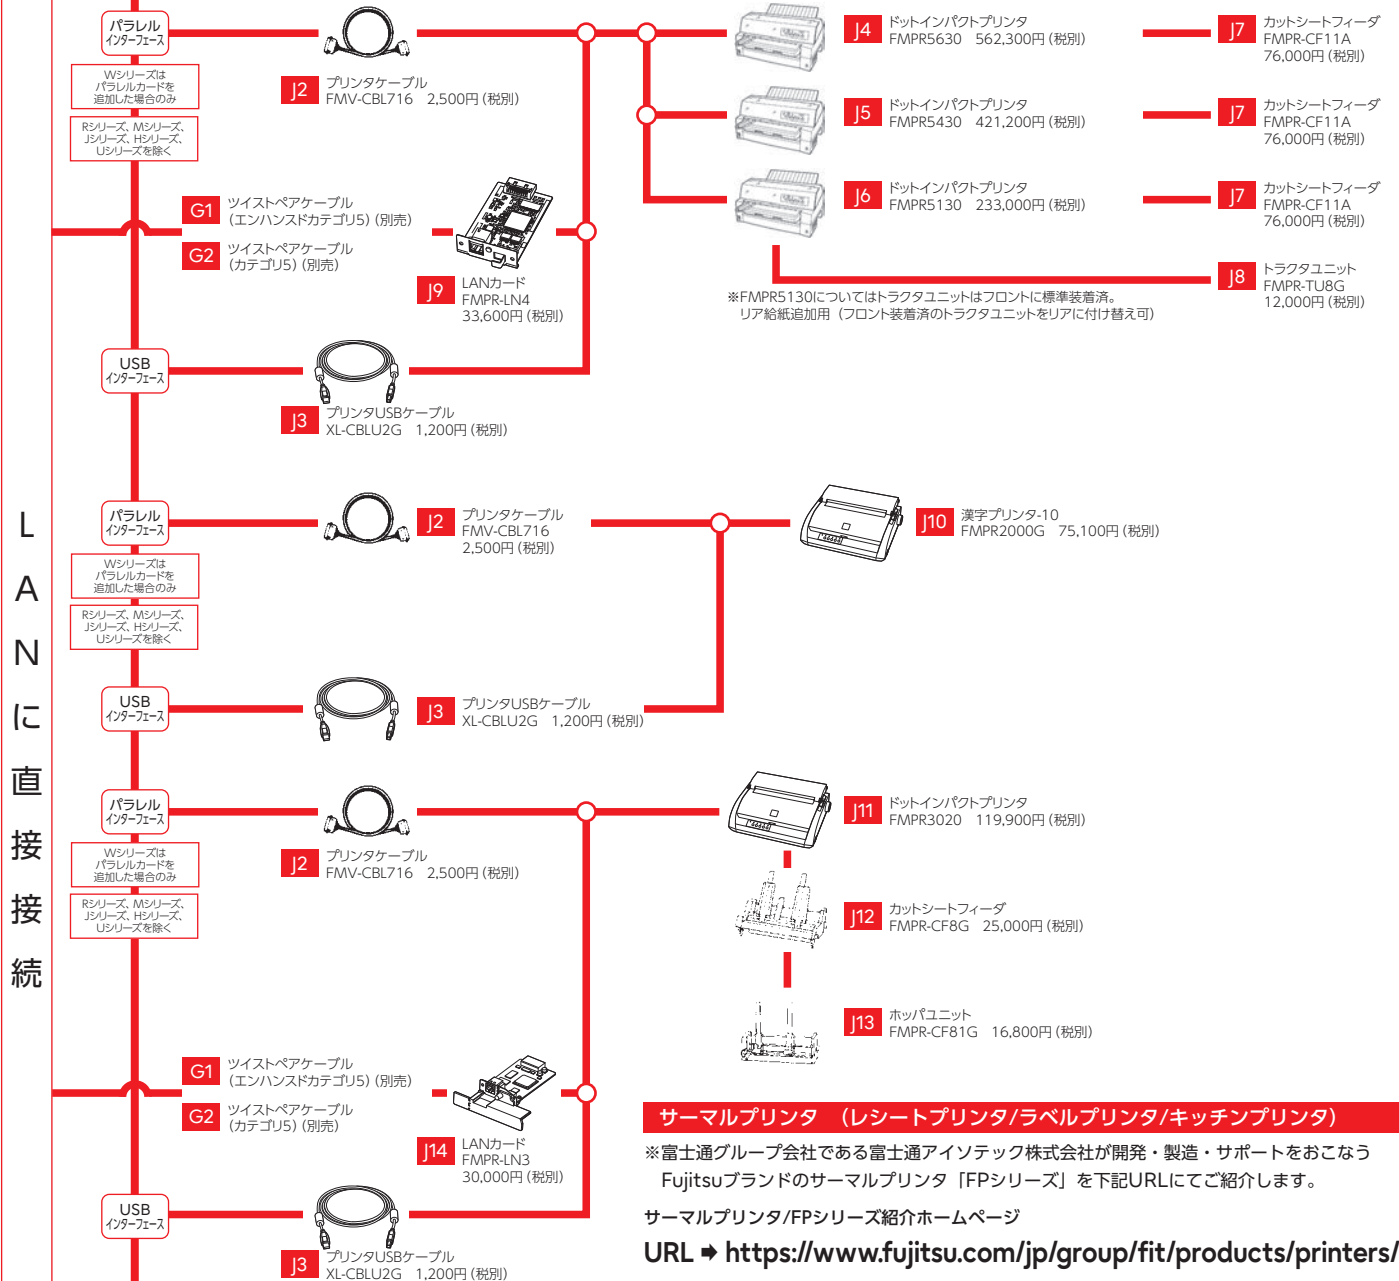 LANに直接接続
パラレル
インターフェース
Wシリーズは
パラレルカードを
追加した場合のみ
Rシリーズ、Mシリーズ、
Jシリーズ、Hシリーズ、
Uシリーズを除く
J2 プリンタケーブル
FMV-CBL716 2,500円(税別)
J4 ドットインパクトプリンタ
FMPR5630 562,300円(税別)
J7 カットシートフィーダ
FMPR-CF11A
76,000円(税別)
J5 ドットインパクトプリンタ
FMPR5430 421,200円(税別)
J7 カットシートフィーダ
FMPR-CF11A
76,000円(税別)
J6 ドットインパクトプリンタ
FMPR5130 233,000円(税別)
J7 カットシートフィーダ
FMPR-CF11A
76,000円(税別)
J8 トラクタユニット
FMPR-TU8G
12,000円(税別)
※FMPR5130についてはトラクタユニットはフロントに標準装着済。
リア給紙追加用(フロント装着済のトラクタユニットをリアに付け替え可)
G1 ツイストペアケーブル
(エンハンスドカテゴリ5)(別売)
G2 ツイストペアケーブル
(カテゴリ5)(別売)
J9 LANカード
FMPR-LN4
33,600円(税別)
USB
インターフェース
J3 プリンタUSBケーブル
XL-CBLU2G 1,200円(税別)
パラレル
インターフェース
Wシリーズは
パラレルカードを
追加した場合のみ
Rシリーズ、Mシリーズ、
Jシリーズ、Hシリーズ、
Uシリーズを除く
J2 プリンタケーブル
FMV-CBL716
2,500円(税別)
J10 漢字プリンタ-10
FMPR2000G 75,100円(税別)
USB
インターフェース
J3 プリンタUSBケーブル
XL-CBLU2G 1,200円(税別)
パラレル
インターフェース
Wシリーズは
パラレルカードを
追加した場合のみ
Rシリーズ、Mシリーズ、
Jシリーズ、Hシリーズ、
Uシリーズを除く
J2 プリンタケーブル
FMV-CBL716 2,500円(税別)
J11 ドットインパクトプリンタ
FMPR3020 119,900円(税別)
J12 カットシートフィーダ
FMPR-CF8G 25,000円(税別)
J13 ホッパユニット
FMPR-CF81G 16,800円(税別)
G1 ツイストペアケーブル
(エンハンスドカテゴリ5)(別売)
G2 ツイストペアケーブル
(カテゴリ5)(別売)
J14 LANカード
FMPR-LN3
30,000円(税別)
USB
インターフェース
J3 プリンタUSBケーブル
XL-CBLU2G 1,200円(税別)
サーマルプリンタ (レシートプリンタ/ラベルプリンタ/キッチンプリンタ)
※富士通グループ会社である富士通アイソテック株式会社が開発・製造・サポートをおこなう
Fujitsuブランドのサーマルプリンタ「FPシリーズ」を下記URLにてご紹介します。
サーマルプリンタ/FPシリーズ紹介ホームページ
URL ➡ https://www.fujitsu.com/jp/group/fit/products/printers/